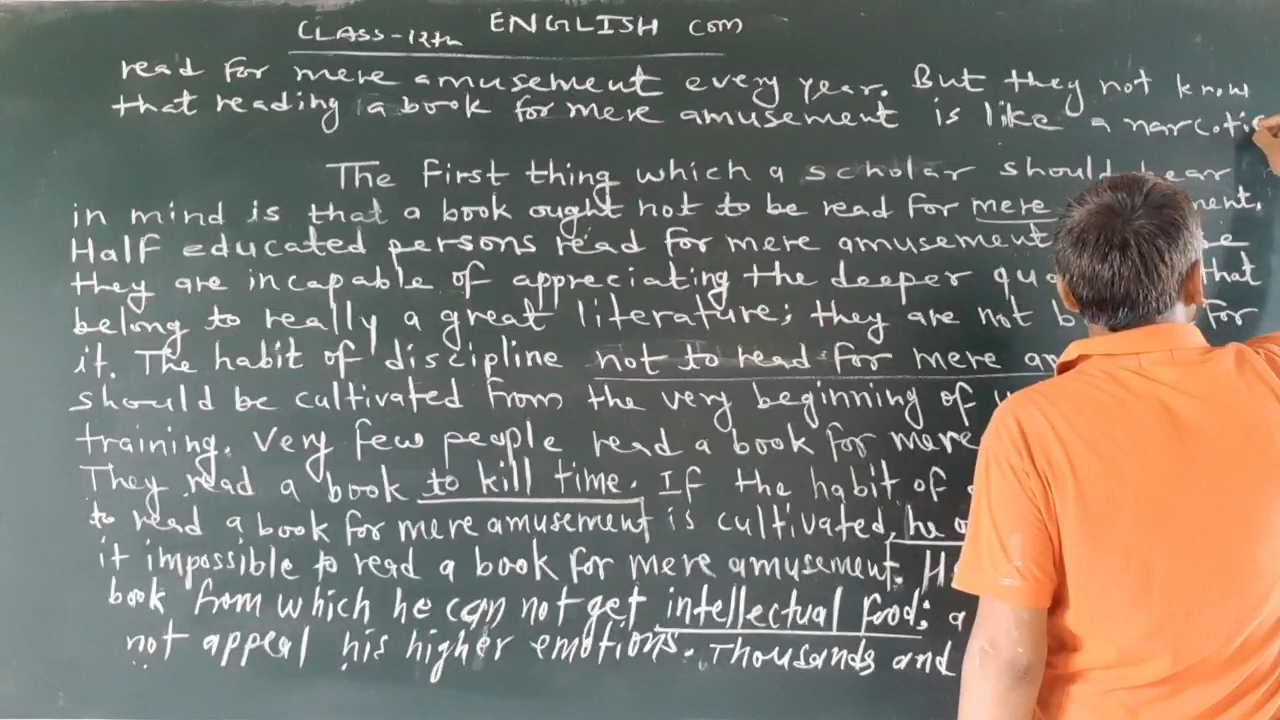 CLASS-12th ENGLISH COM
read for mere amusement every year. But they not know
that reading a book for mere amusement is like a narcotic
The first thing which a scholar should bear
in mind is that a book ought not to be read for mere
Half educated persons read for mere amusement
they are incapable of appreciating the deeper that
belong to really a great literature; they are not for
it. The habit of discipline not to read for mere
should be cultivated from the very beginning of
training. Very few people read a book for mere
They read a book to kill time. If the habit of
to read a book for mere amusement is cultivated, he
it impossible to read a book for mere amusement.
book from which he can not get intellectual food;
not appeal his higher emotions. Thousands and